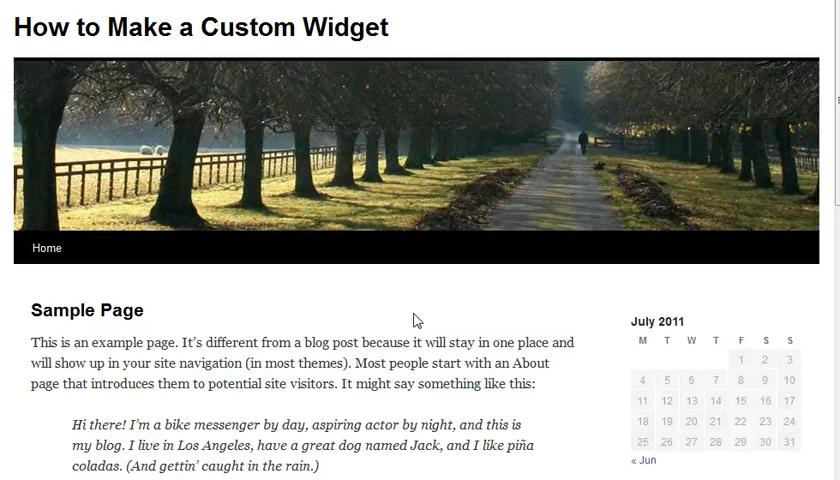 How to Make a Custom Widget
Home
Sample Page
This is an example page. It’s different from a blog post because it will stay in one place and
will show up in your site navigation (in most themes). Most people start with an About
page that introduces them to potential site visitors. It might say something like this:
Hi there! I’m a bike messenger by day, aspiring actor by night, and this is
my blog. I live in Los Angeles, have a great dog named Jack, and I like piña
coladas. (And gettin’ caught in the rain.)
July 2011
M T W T F S S
1 2 3
4 5 6 7 8 9 10
11 12 13 14 15 16 17
18 19 20 21 22 23 24
25 26 27 28 29 30 31
« Jun